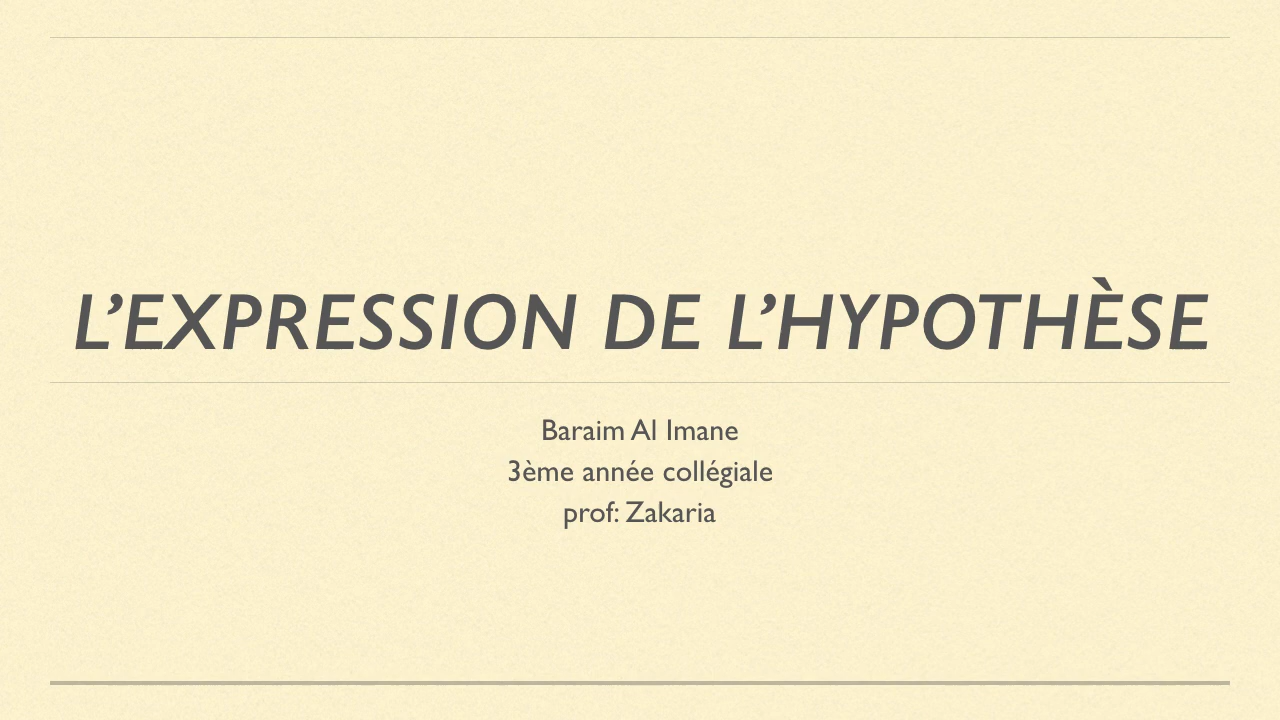 L’EXPRESSION DE L’HYPOTHÈSE
Baraim Al Imane
3ème année collégiale
prof: Zakaria